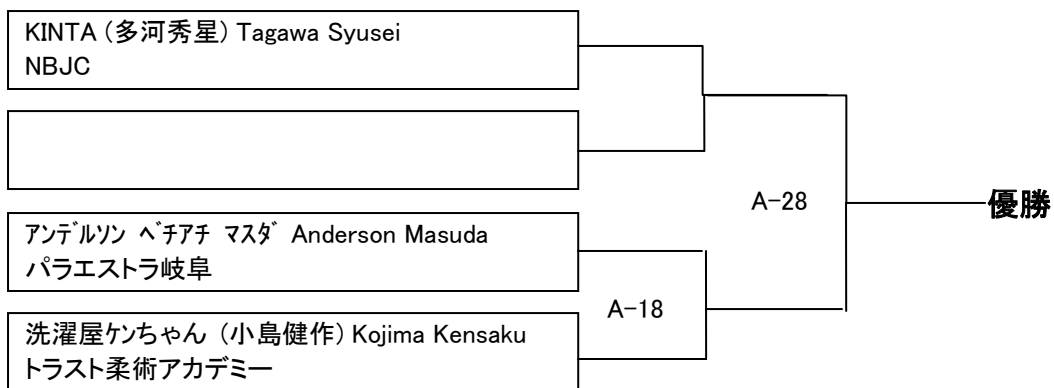 KINTA (多河秀星) Tagawa Syusei
NBJC
A-28
優勝
アンデルソン ベチアチ マスダ Anderson Masuda
パラエストラ岐阜
A-18
洗濯屋ケンちゃん (小島健作) Kojima Kensaku
トラスト柔術アカデミー